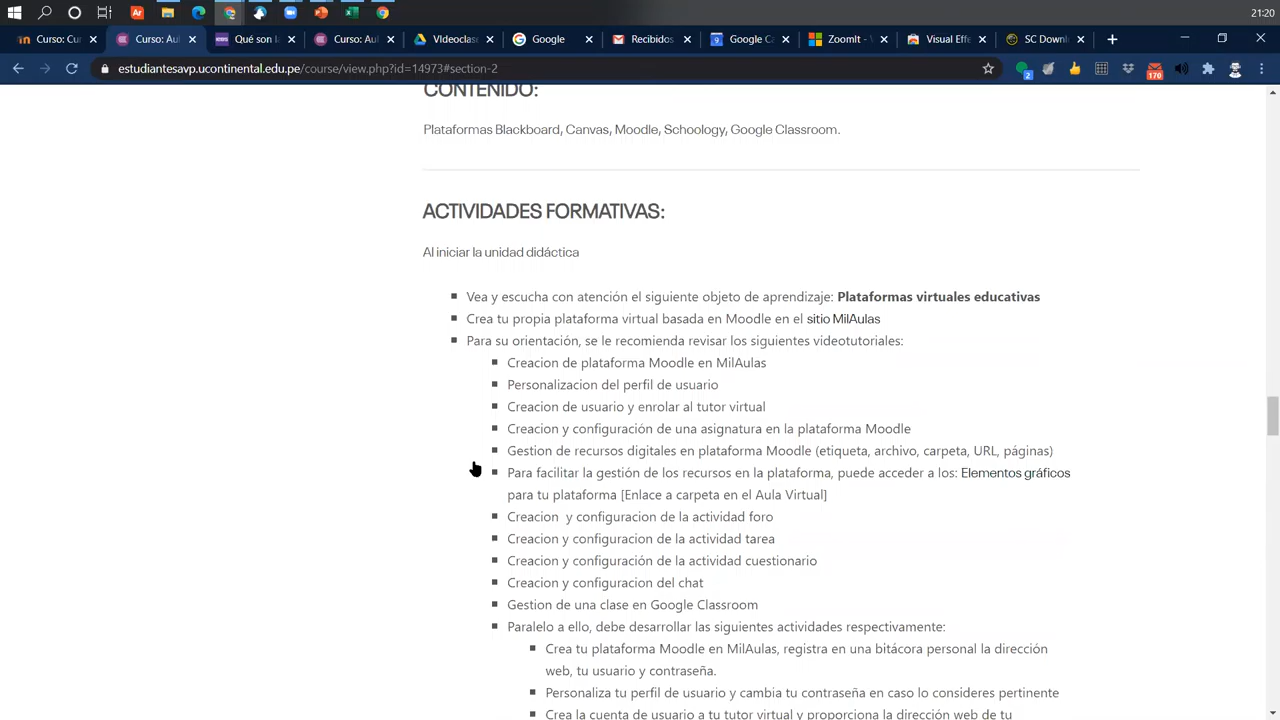 21:20
Curso: Cur
Curso: Aul
Qué son la
Curso: Aul
Videoclase
Google
Recibidos
Google Ca
ZoomIt - V
Visual Effe
SC Downl
estudiantesavp.ucontinental.edu.pe/course/view.php?id=14973#section-2
2
170
CONTENIDO:
Plataformas Blackboard, Canvas, Moodle, Schoology, Google Classroom.
ACTIVIDADES FORMATIVAS:
Al iniciar la unidad didáctica
Vea y escucha con atención el siguiente objeto de aprendizaje: Plataformas virtuales educativas
Crea tu propia plataforma virtual basada en Moodle en el sitio MilAulas
Para su orientación, se le recomienda revisar los siguientes videotutoriales:
Creacion de plataforma Moodle en MilAulas
Personalizacion del perfil de usuario
Creacion de usuario y enrolar al tutor virtual
Creacion y configuración de una asignatura en la plataforma Moodle
Gestion de recursos digitales en plataforma Moodle (etiqueta, archivo, carpeta, URL, páginas)
Para facilitar la gestión de los recursos en la plataforma, puede acceder a los: Elementos gráficos
para tu plataforma [Enlace a carpeta en el Aula Virtual]
Creacion y configuracion de la actividad foro
Creacion y configuracion de la actividad tarea
Creacion y configuración de la actividad cuestionario
Creacion y configuracion del chat
Gestion de una clase en Google Classroom
Paralelo a ello, debe desarrollar las siguientes actividades respectivamente:
Crea tu plataforma Moodle en MilAulas, registra en una bitácora personal la dirección
web, tu usuario y contraseña.
Personaliza tu perfil de usuario y cambia tu contraseña en caso lo consideres pertinente
Crea la cuenta de usuario a tu tutor virtual y proporciona la dirección web de tu